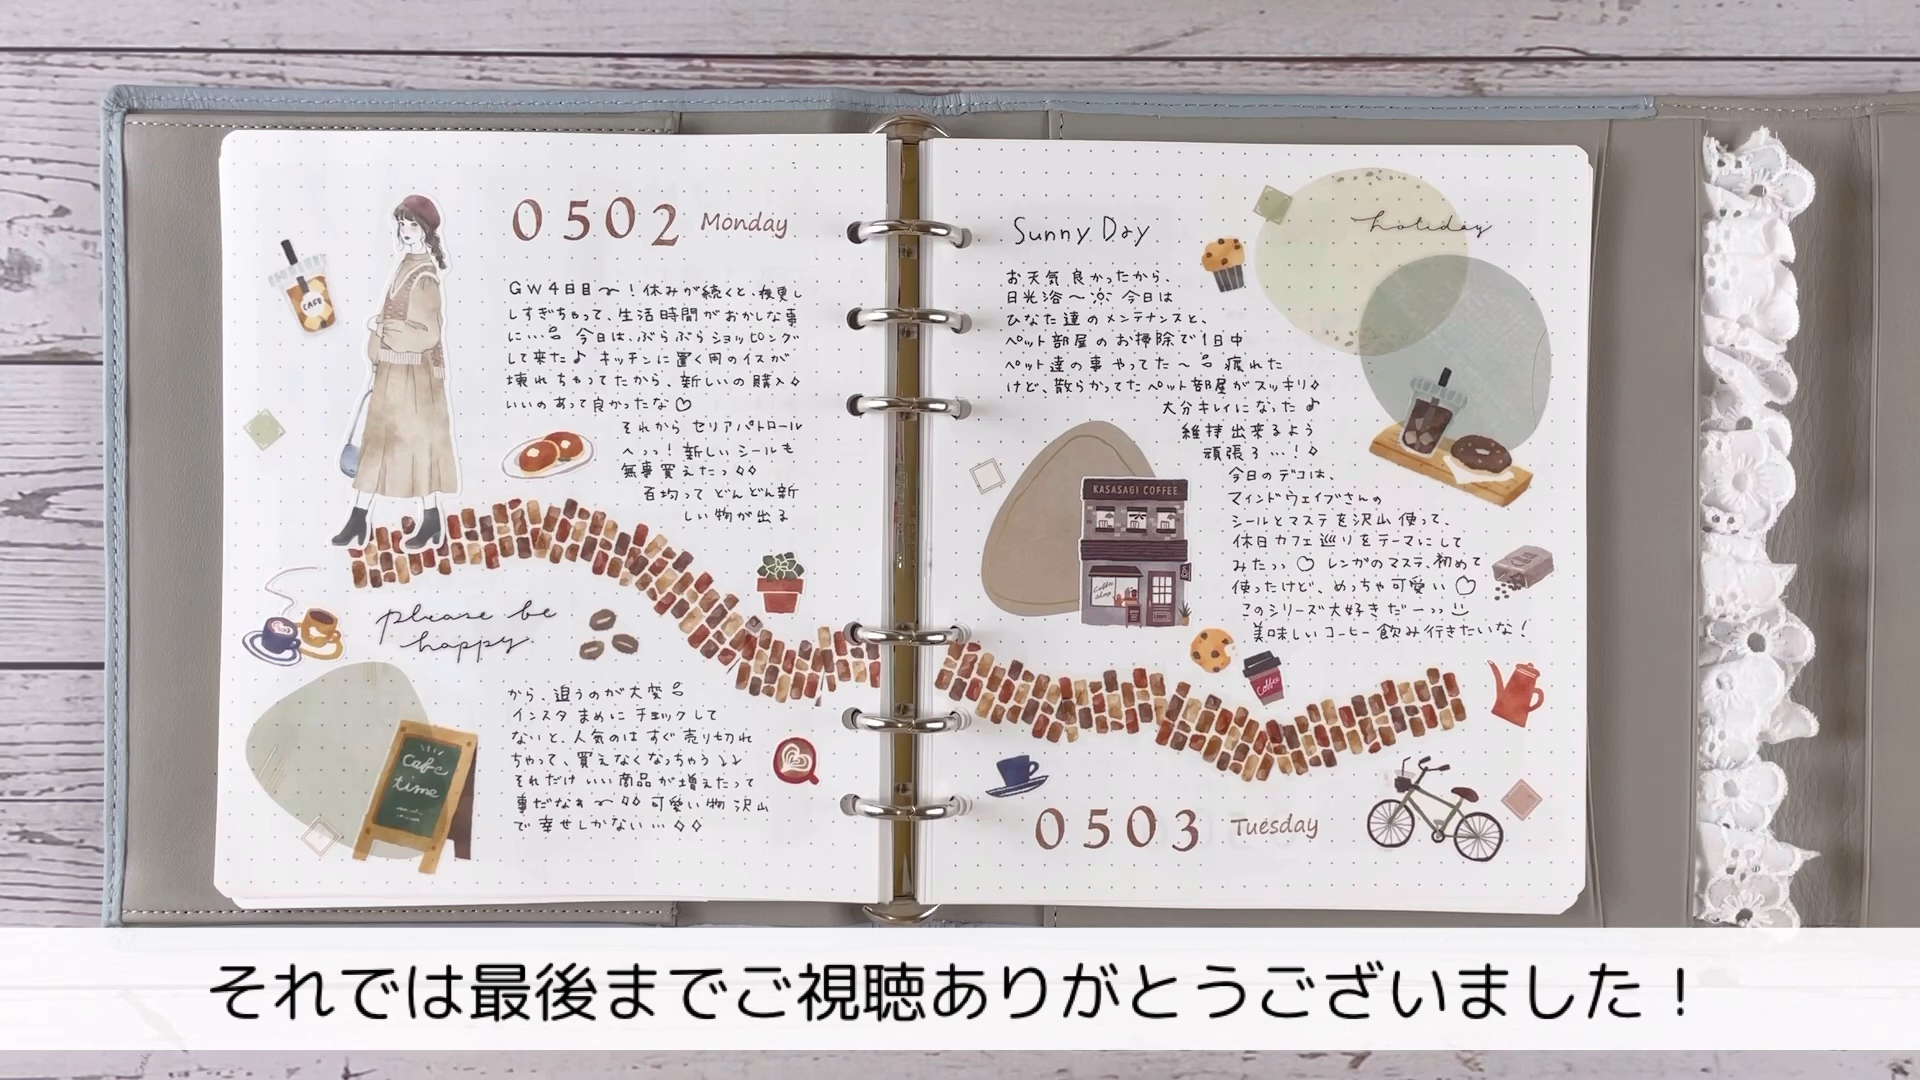 0502 Monday
CAFE
GW4日目〜！休みが続くと、夜更し
しすぎちゃって、生活時間がおかしな事
に… 今日は、ぶらぶらショッピング
して来た♪ キッチンに置く用のイスが
壊れちゃってたから、新しいの購入✧
いいのあって良かったな♡
それから セリアパトロール
へっっ！新しいシールも
無事買えたっ✧✧
百均って どんどん新
しい物が出る
please be
happy.
から、追うのが大変
インスタ まめに チェックして
ないと、人気のは すぐ売り切れ
ちゃって、買えなくなっちゃう↓↓
それだけ いい商品が増えたって
事だなぁ〜✧✧ 可愛い物 沢山
で 幸せしかない…✧✧
Cafe
time
Sunny Day
holiday
お天気良かったから、
日光浴〜 今日は
ひなた達のメンテナンスと、
ペット部屋のお掃除で1日中
ペット達の事やってた〜 疲れた
けど、散らかってたペット部屋がスッキリ✧
大分キレイになった♪
維持出来るよう
頑張ろ…！✧
今日のデコは、
マインドウェイブさんの
シールとマステを沢山使って、
休日カフェ巡りをテーマにして
みたっっ♡ レンガのマステ、初めて
使ったけど、めっちゃ可愛い♡
このシリーズ大好きだーっっ
美味しいコーヒー飲み行きたいな！
KASASAGI COFFEE
Coffee
shop
Coffee
0503 Tuesday
それでは最後までご視聴ありがとうございました！